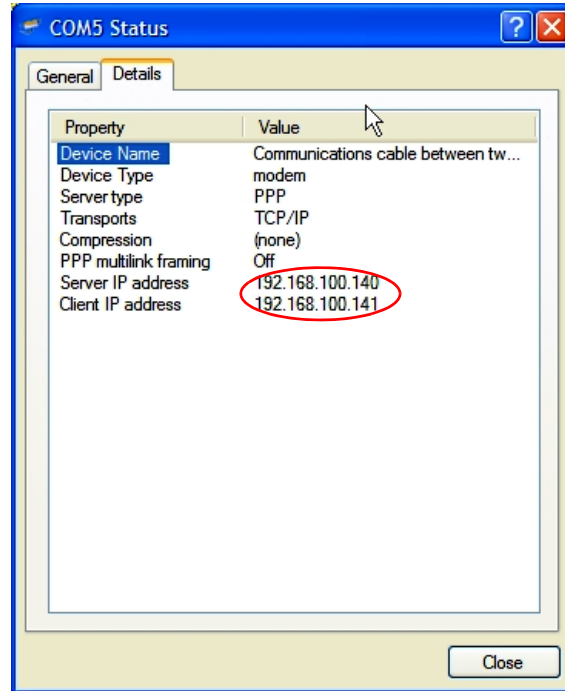 COM5 Status
General Details
Property Value
Device Name Communications cable between tw...
Device Type modem
Server type PPP
Transports TCP/IP
Compression (none)
PPP multilink framing Off
Server IP address 192.168.100.140
Client IP address 192.168.100.141
Close